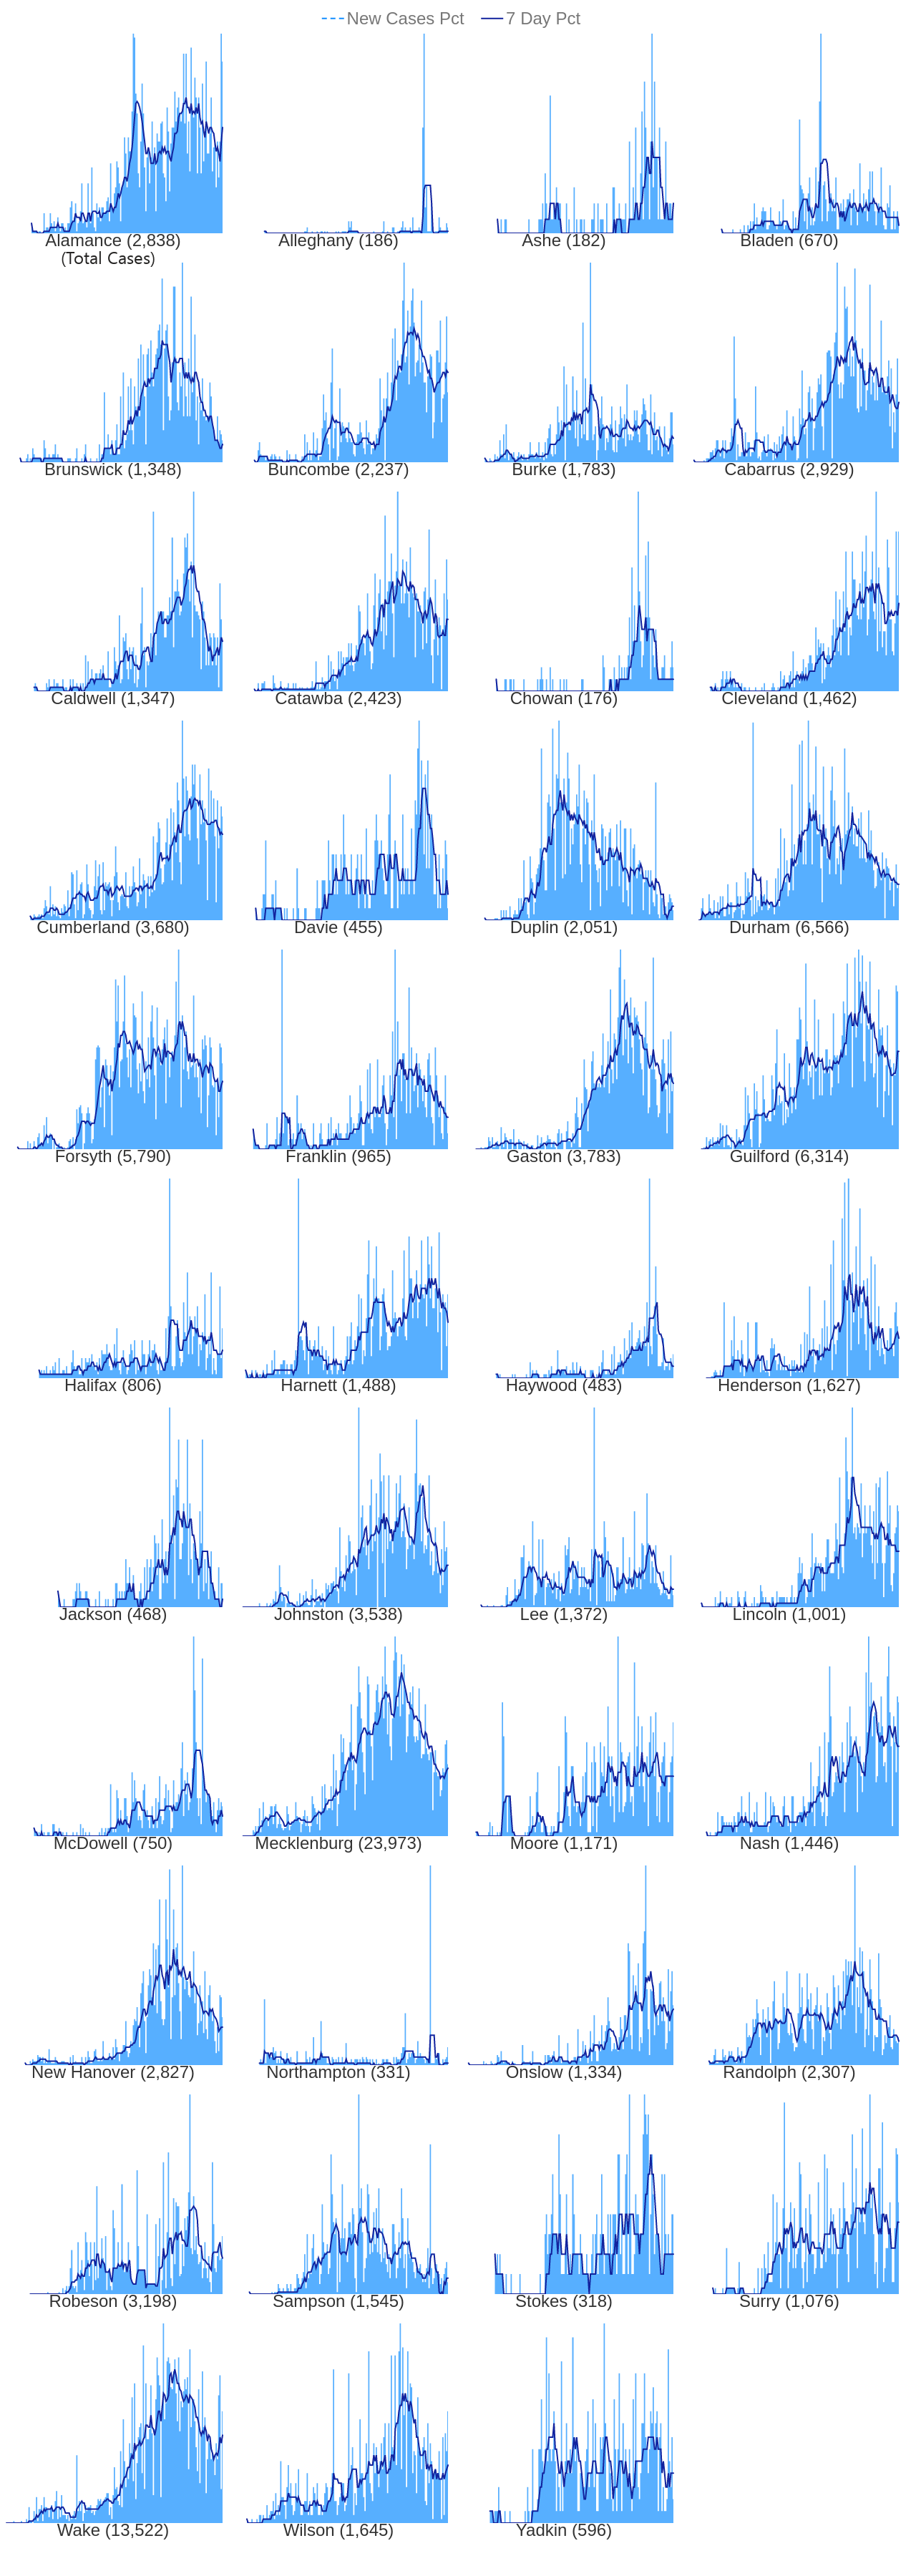 New Cases Pct 7 Day Pct
Alamance (2,838) Alleghany (186) Ashe (182) Bladen (670)
(Total Cases)
Brunswick (1,348) Buncombe (2,237) Burke (1,783) Cabarrus (2,929)
Caldwell (1,347) Catawba (2,423) Chowan (176) Cleveland (1,462)
Cumberland (3,680) Davie (455) Duplin (2,051) Durham (6,566)
Forsyth (5,790) Franklin (965) Gaston (3,783) Guilford (6,314)
Halifax (806) Harnett (1,488) Haywood (483) Henderson (1,627)
Jackson (468) Johnston (3,538) Lee (1,372) Lincoln (1,001)
McDowell (750) Mecklenburg (23,973) Moore (1,171) Nash (1,446)
New Hanover (2,827) Northampton (331) Onslow (1,334) Randolph (2,307)
Robeson (3,198) Sampson (1,545) Stokes (318) Surry (1,076)
Wake (13,522) Wilson (1,645) Yadkin (596)